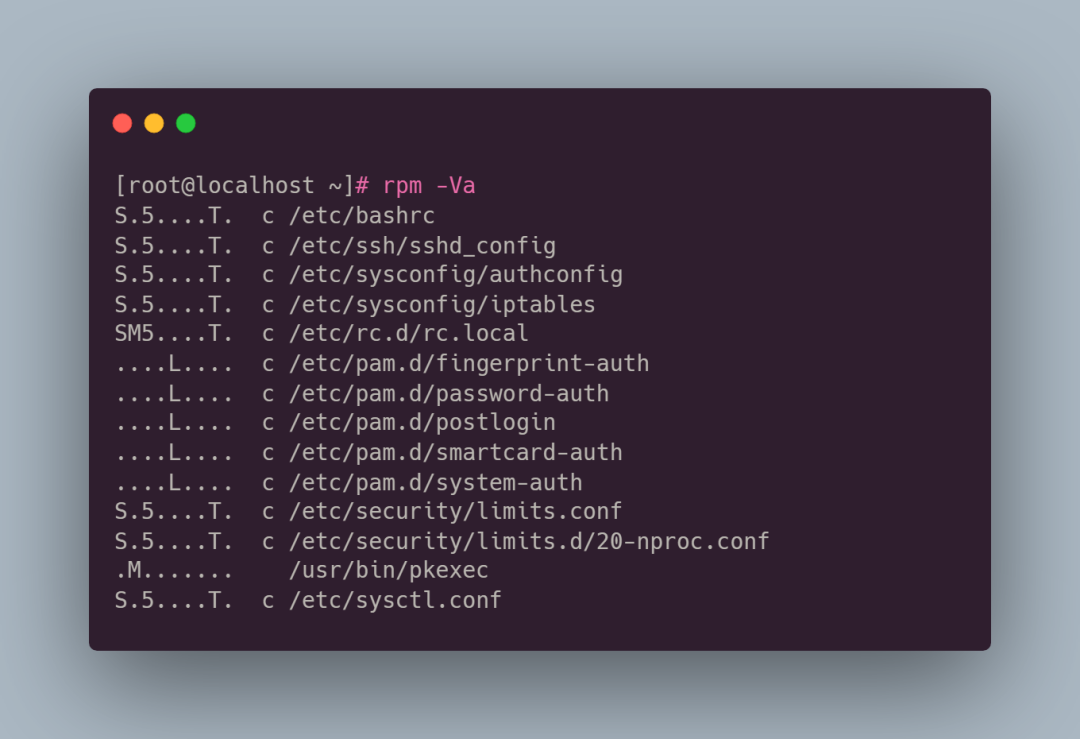 [root@localhost ~]# rpm -Va
S.5....T.  c /etc/bashrc
S.5....T.  c /etc/ssh/sshd_config
S.5....T.  c /etc/sysconfig/authconfig
S.5....T.  c /etc/sysconfig/iptables
SM5....T.  c /etc/rc.d/rc.local
....L....  c /etc/pam.d/fingerprint-auth
....L....  c /etc/pam.d/password-auth
....L....  c /etc/pam.d/postlogin
....L....  c /etc/pam.d/smartcard-auth
....L....  c /etc/pam.d/system-auth
S.5....T.  c /etc/security/limits.conf
S.5....T.  c /etc/security/limits.d/20-nproc.conf
.M.......    /usr/bin/pkexec
S.5....T.  c /etc/sysctl.conf